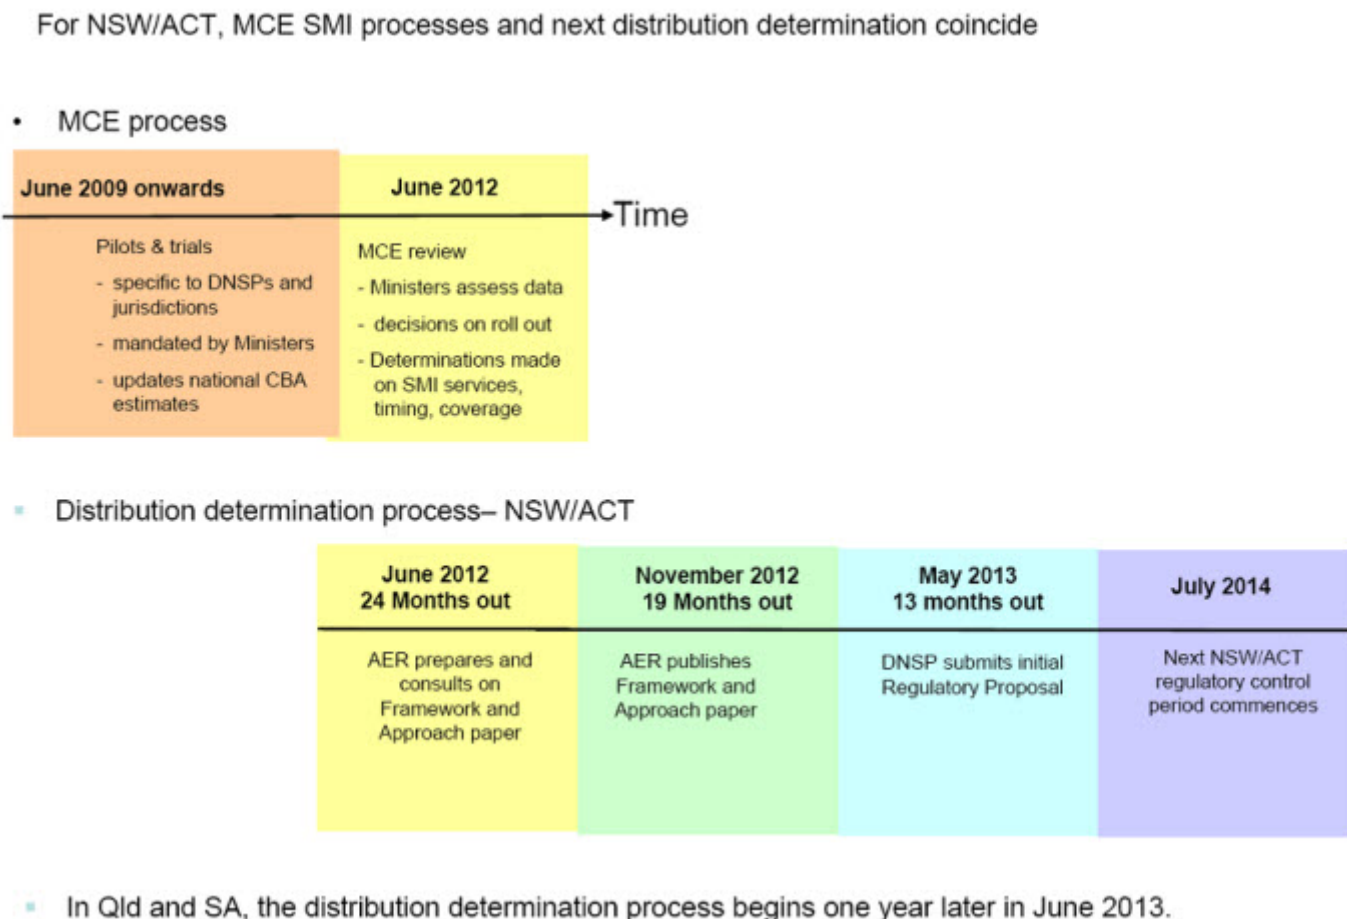 For NSW/ACT, MCE SMI processes and next distribution determination coincide
• MCE process
June 2009 onwards
June 2012
Time
Pilots & trials
- specific to DNSPs and
jurisdictions
- mandated by Ministers
- updates national CBA
estimates
MCE review
- Ministers assess data
- decisions on roll out
- Determinations made
on SMI services,
timing, coverage
▪ Distribution determination process– NSW/ACT
June 2012
24 Months out
AER prepares and
consults on
Framework and
Approach paper
November 2012
19 Months out
AER publishes
Framework and
Approach paper
May 2013
13 months out
DNSP submits initial
Regulatory Proposal
July 2014
Next NSW/ACT
regulatory control
period commences
▪ In Qld and SA, the distribution determination process begins one year later in June 2013.